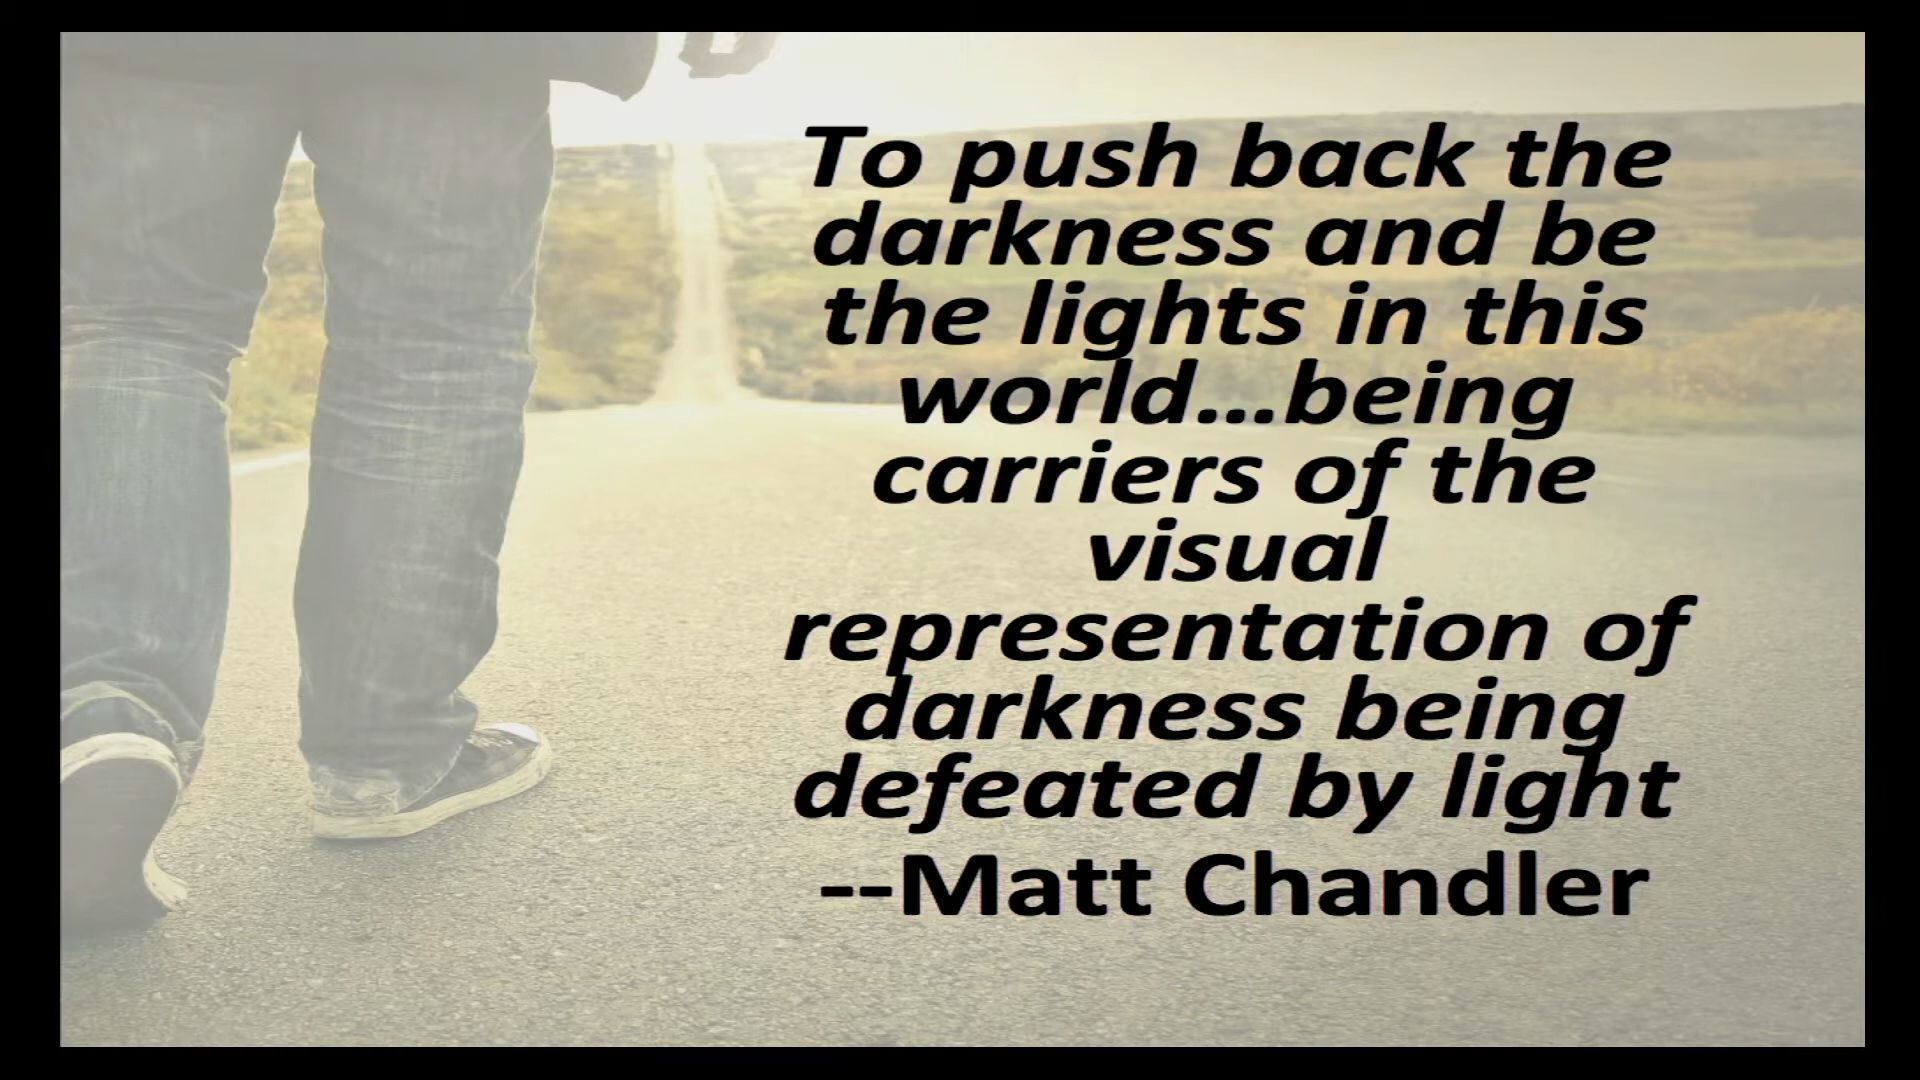 To push back the
darkness and be
the lights in this
world...being
carriers of the
visual
representation of
darkness being
defeated by light
--Matt Chandler